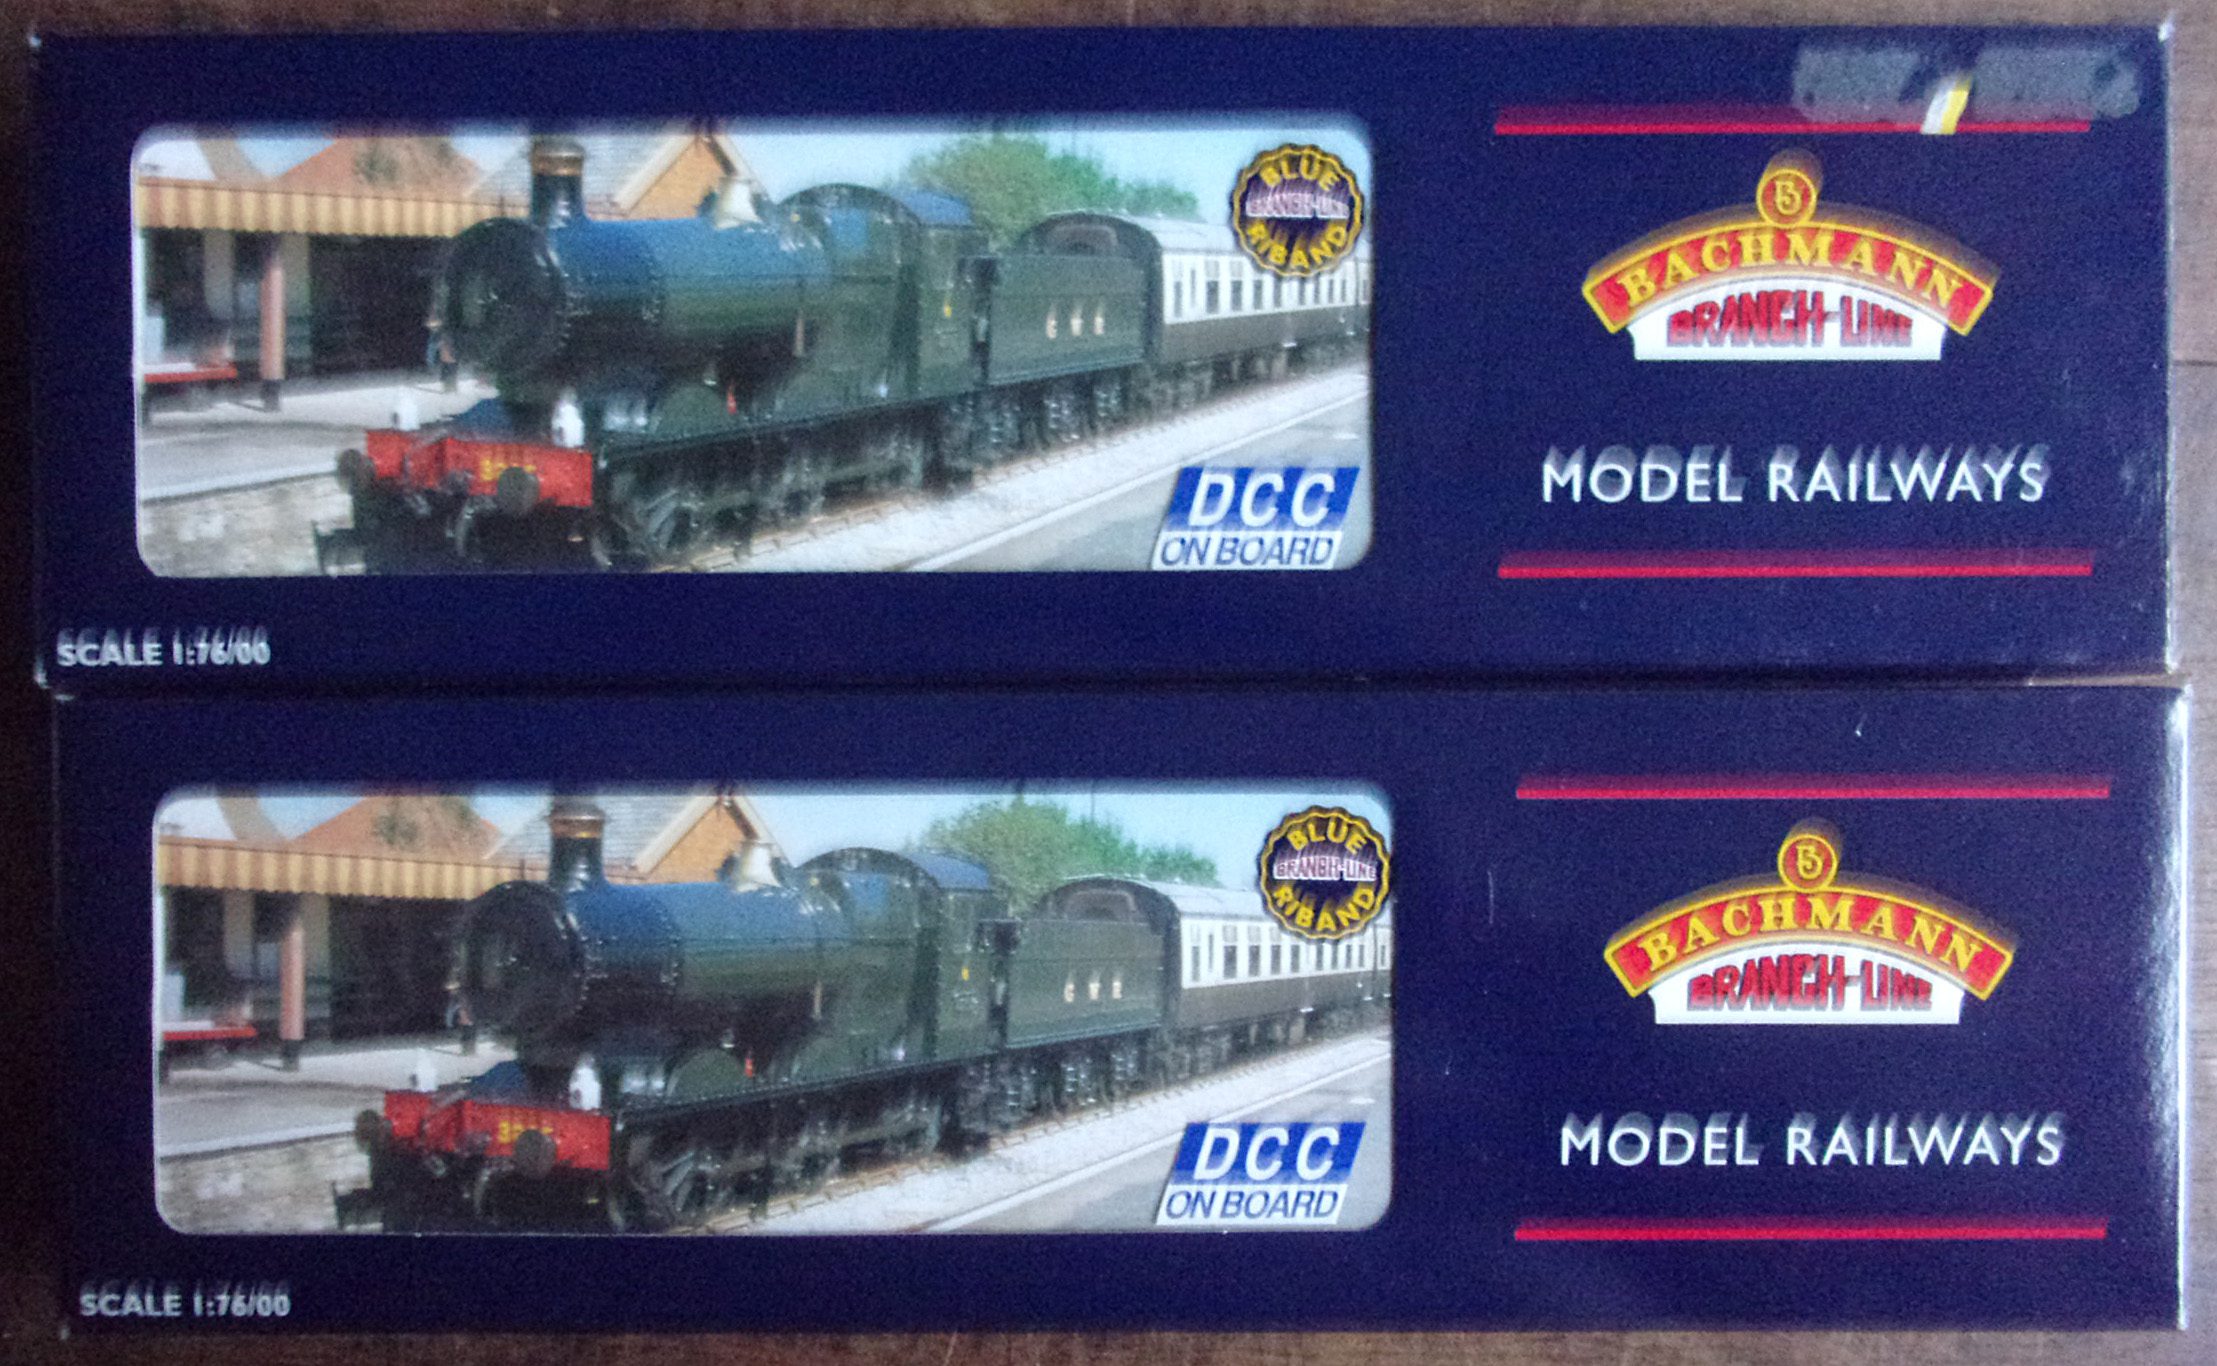 BLUE
BRANCH-LINE
RIBAND
G W R
DCC
ON BOARD
B
BACHMANN
BRANCH-LINE
MODEL RAILWAYS
SCALE 1:76/00
BLUE
BRANCH-LINE
RIBAND
G W R
DCC
ON BOARD
B
BACHMANN
BRANCH-LINE
MODEL RAILWAYS
SCALE 1:76/00